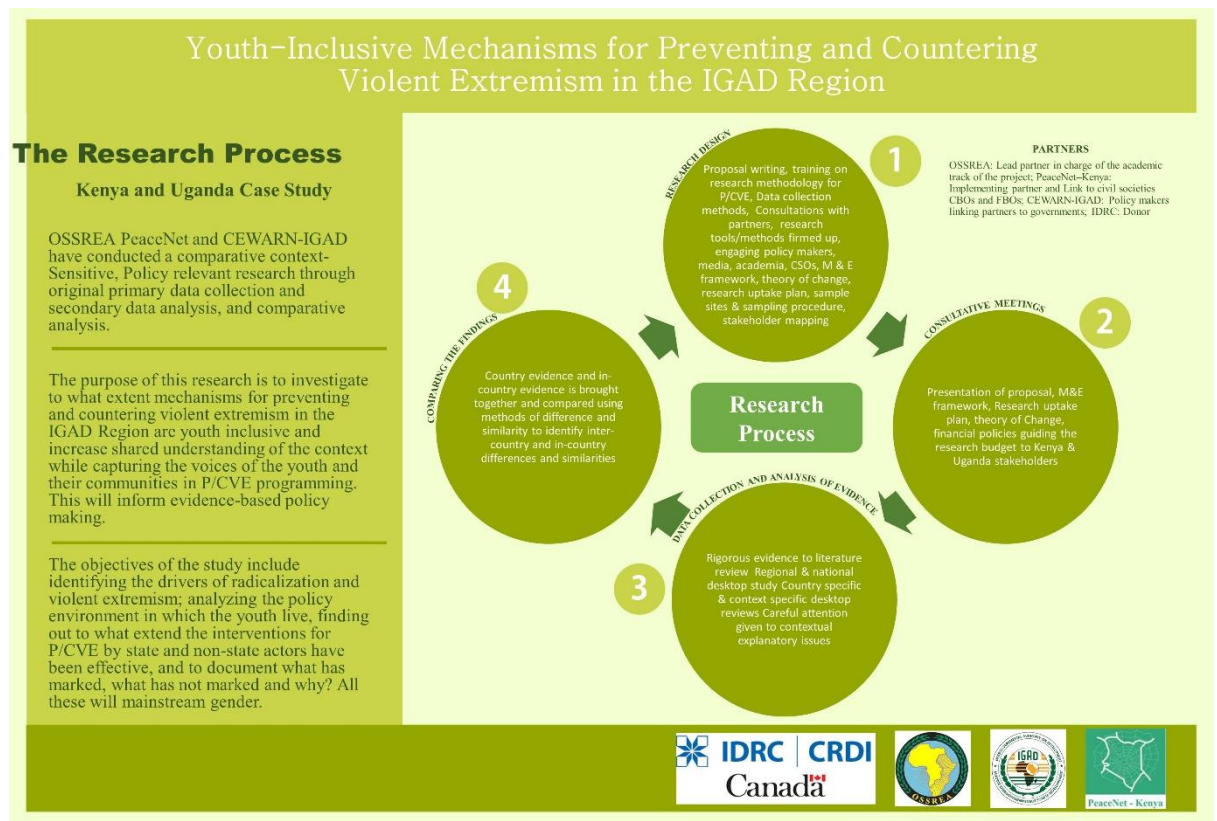 Youth-Inclusive Mechanisms for Preventing and Countering
Violent Extremism in the IGAD Region
The Research Process
Kenya and Uganda Case Study
OSSREA PeaceNet and CEWARN-IGAD
have conducted a comparative context-
Sensitive, Policy relevant research through
original primary data collection and
secondary data analysis, and comparative
analysis.
The purpose of this research is to investigate
to what extent mechanisms for preventing
and countering violent extremism in the
IGAD Region are youth inclusive and
increase shared understanding of the context
while capturing the voices of the youth and
their communities in P/CVE programming.
This will inform evidence-based policy
making.
The objectives of the study include
identifying the drivers of radicalization and
violent extremism; analyzing the policy
environment in which the youth live, finding
out to what extend the interventions for
P/CVE by state and non-state actors have
been effective, and to document what has
marked, what has not marked and why? All
these will mainstream gender.
RESEARCH DESIGN
1
Proposal writing, training on
research methodology for
P/CVE, Data collection
methods, Consultations with
partners, research
tools/methods firmed up,
engaging policy makers,
media, academia, CSOs, M & E
framework, theory of change,
research uptake plan, sample
sites & sampling procedure,
stakeholder mapping
PARTNERS
OSSREA: Lead partner in charge of the academic
track of the project; PeaceNet–Kenya:
Implementing partner and Link to civil societies
CBOs and FBOs; CEWARN-IGAD: Policy makers
linking partners to governments; IDRC: Donor
CONSULTATIVE MEETINGS
2
Presentation of proposal, M&E
framework, Research uptake
plan, theory of Change,
financial policies guiding the
research budget to Kenya &
Uganda stakeholders
Research
Process
DATA COLLECTION AND ANALYSIS OF EVIDENCE
3
Rigorous evidence to literature
review Regional & national
desktop study Country specific
& context specific desktop
reviews Careful attention
given to contextual
explanatory issues
COMPARING THE FINDINGS
4
Country evidence and in-
country evidence is brought
together and compared using
methods of difference and
similarity to identify inter-
country and in-country
differences and similarities
IDRC | CRDI
Canada
OSSREA
IGAD
PeaceNet - Kenya